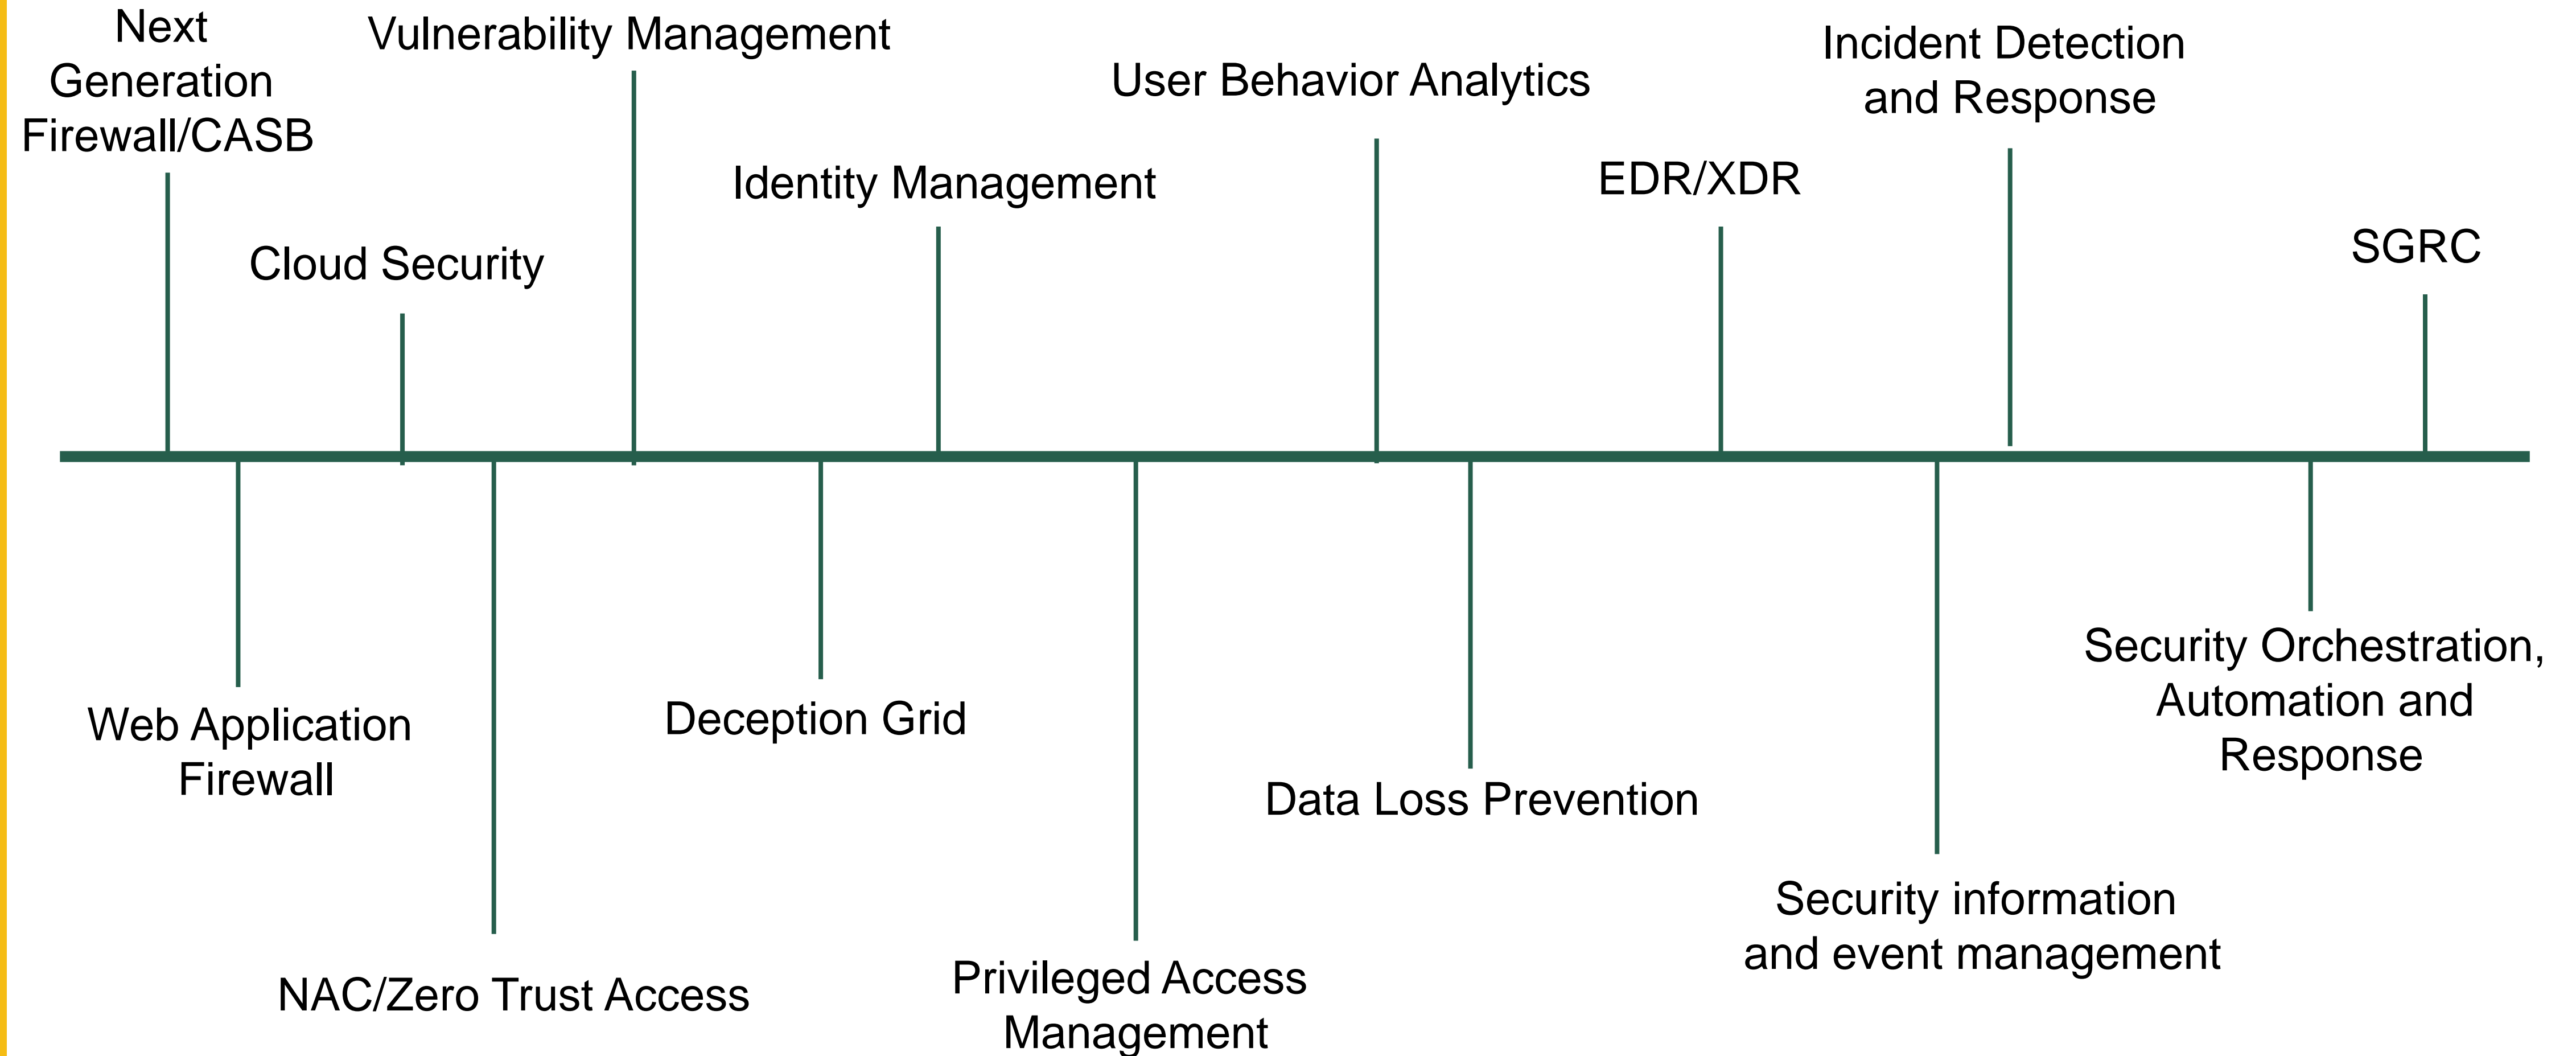 Next
Generation
Firewall/CASB
Vulnerability Management
User Behavior Analytics
Incident Detection
and Response
Cloud Security
Identity Management
EDR/XDR
SGRC
Web Application
Firewall
Deception Grid
Data Loss Prevention
Security Orchestration,
Automation and
Response
NAC/Zero Trust Access
Privileged Access
Management
Security information
and event management